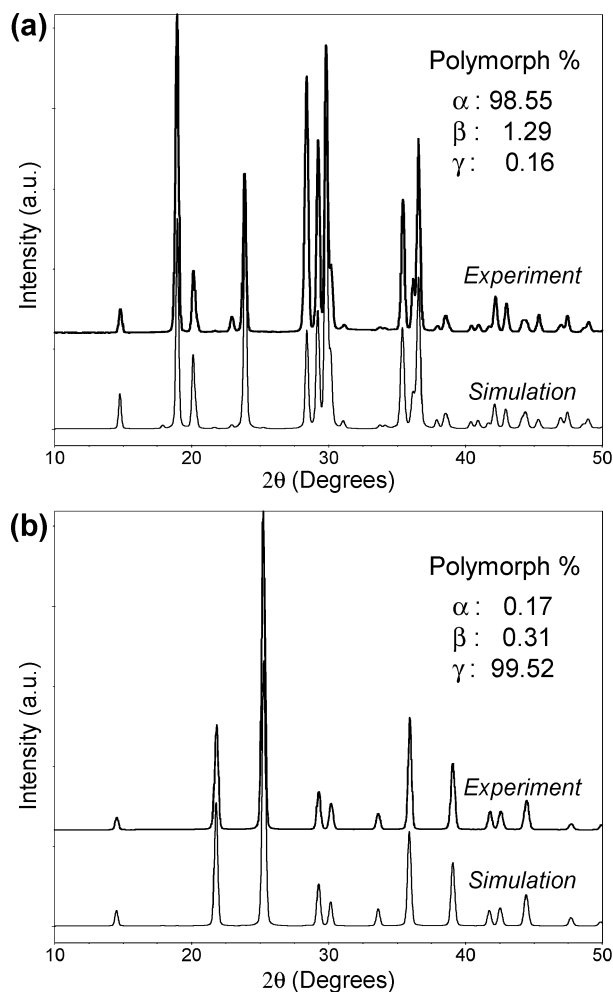 (a)
Polymorph %
α : 98.55
β : 1.29
γ : 0.16
Intensity (a.u.)
Experiment
Simulation
10 20 30 40 50
2θ (Degrees)
(b)
Polymorph %
α : 0.17
β : 0.31
γ : 99.52
Intensity (a.u.)
Experiment
Simulation
10 20 30 40 50
2θ (Degrees)